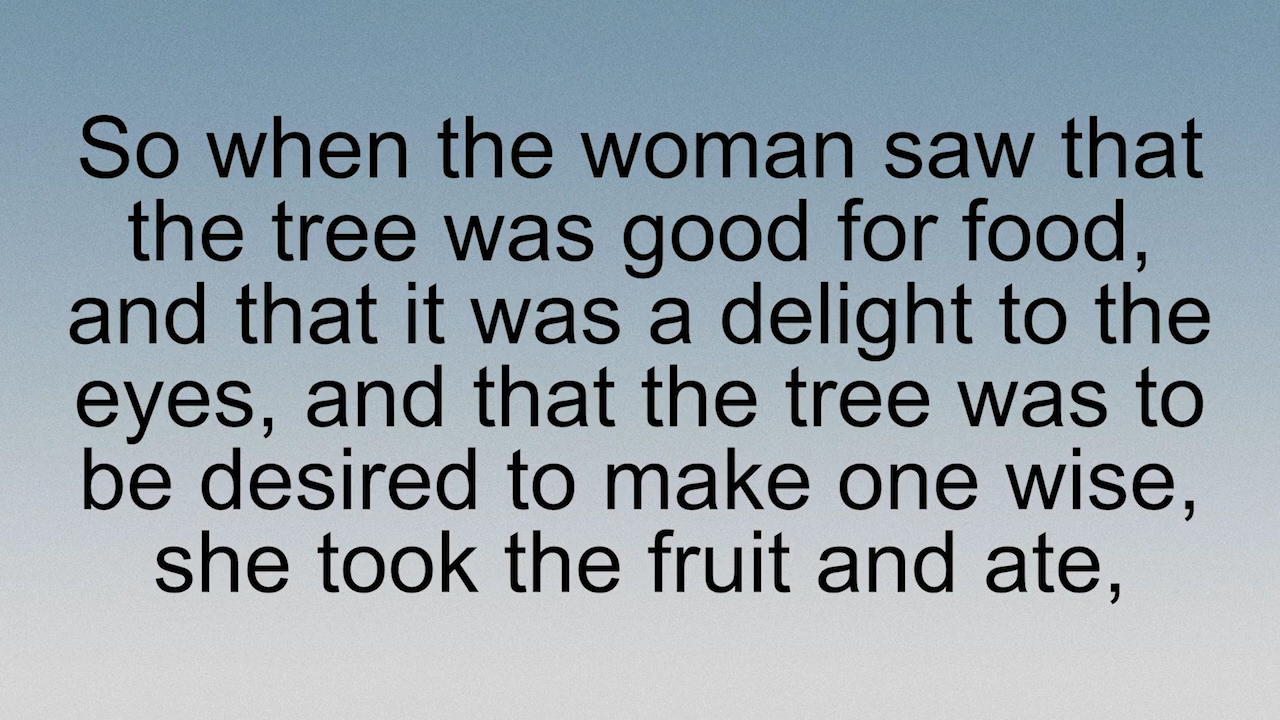 So when the woman saw that
the tree was good for food,
and that it was a delight to the
eyes, and that the tree was to
be desired to make one wise,
she took the fruit and ate,